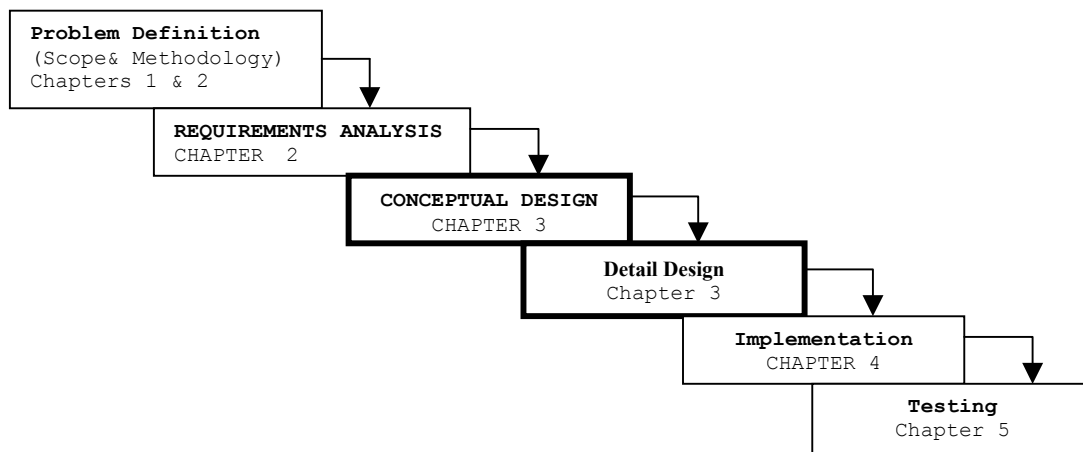 Problem Definition
(Scope& Methodology)
Chapters 1 & 2
REQUIREMENTS ANALYSIS
CHAPTER 2
CONCEPTUAL DESIGN
CHAPTER 3
Detail Design
Chapter 3
Implementation
CHAPTER 4
Testing
Chapter 5